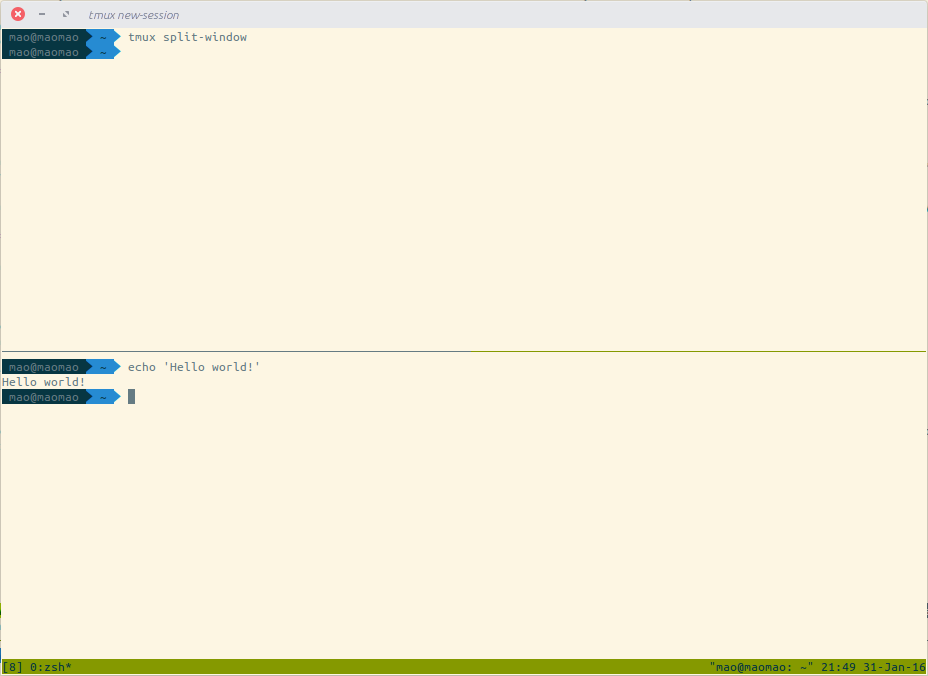 tmux new-session
mao@maomao ~ tmux split-window
mao@maomao ~
mao@maomao ~ echo 'Hello world!'
Hello world!
mao@maomao ~
[8] 0:zsh* "mao@maomao: ~" 21:49 31-Jan-16